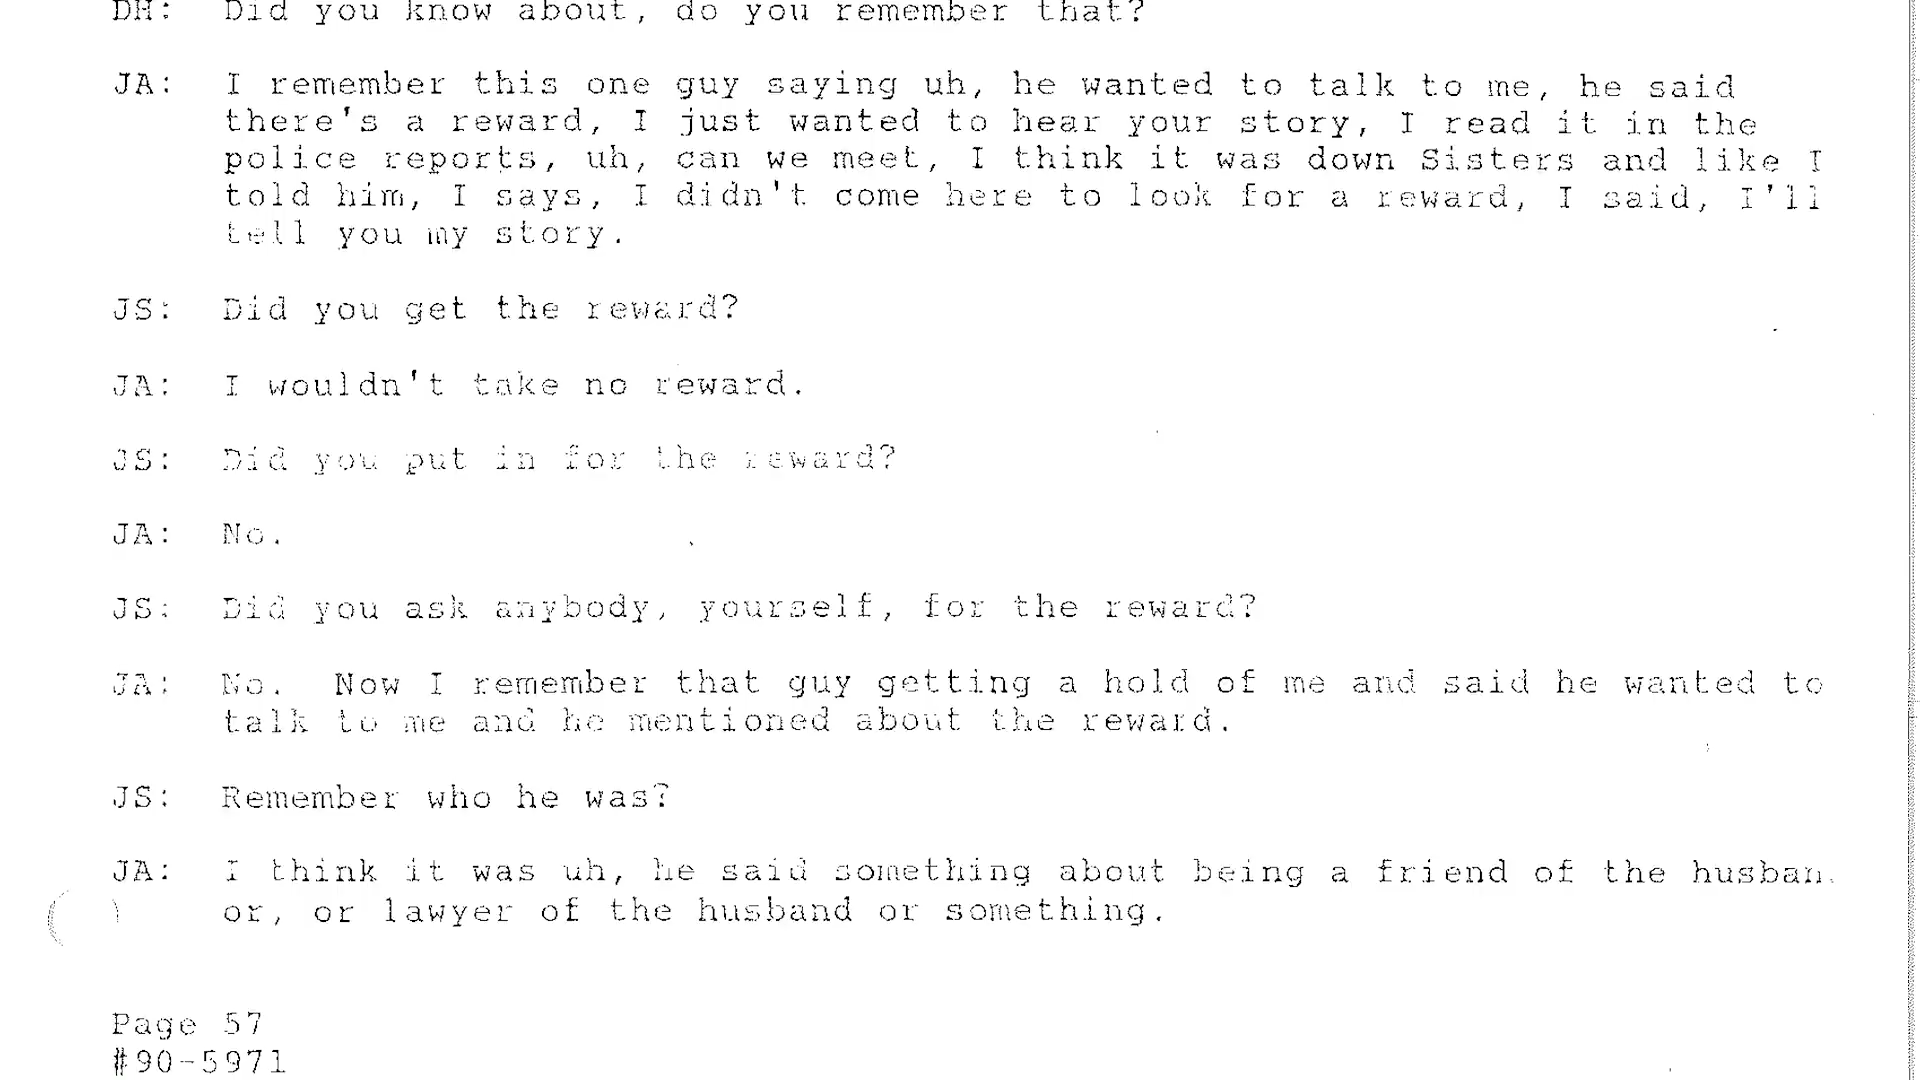 DH: Did you know about, do you remember that?
JA: I remember this one guy saying uh, he wanted to talk to me, he said
there's a reward, I just wanted to hear your story, I read it in the
police reports, uh, can we meet, I think it was down Sisters and like I
told him, I says, I didn't come here to look for a reward, I said, I'll
tell you my story.
JS: Did you get the reward?
JA: I wouldn't take no reward.
JS: Did you put in for the reward?
JA: No.
JS: Did you ask anybody, yourself, for the reward?
JA: No. Now I remember that guy getting a hold of me and said he wanted to
talk to me and he mentioned about the reward.
JS: Remember who he was?
JA: I think it was uh, he said something about being a friend of the husban
or, or lawyer of the husband or something.
Page 57
#90-5971